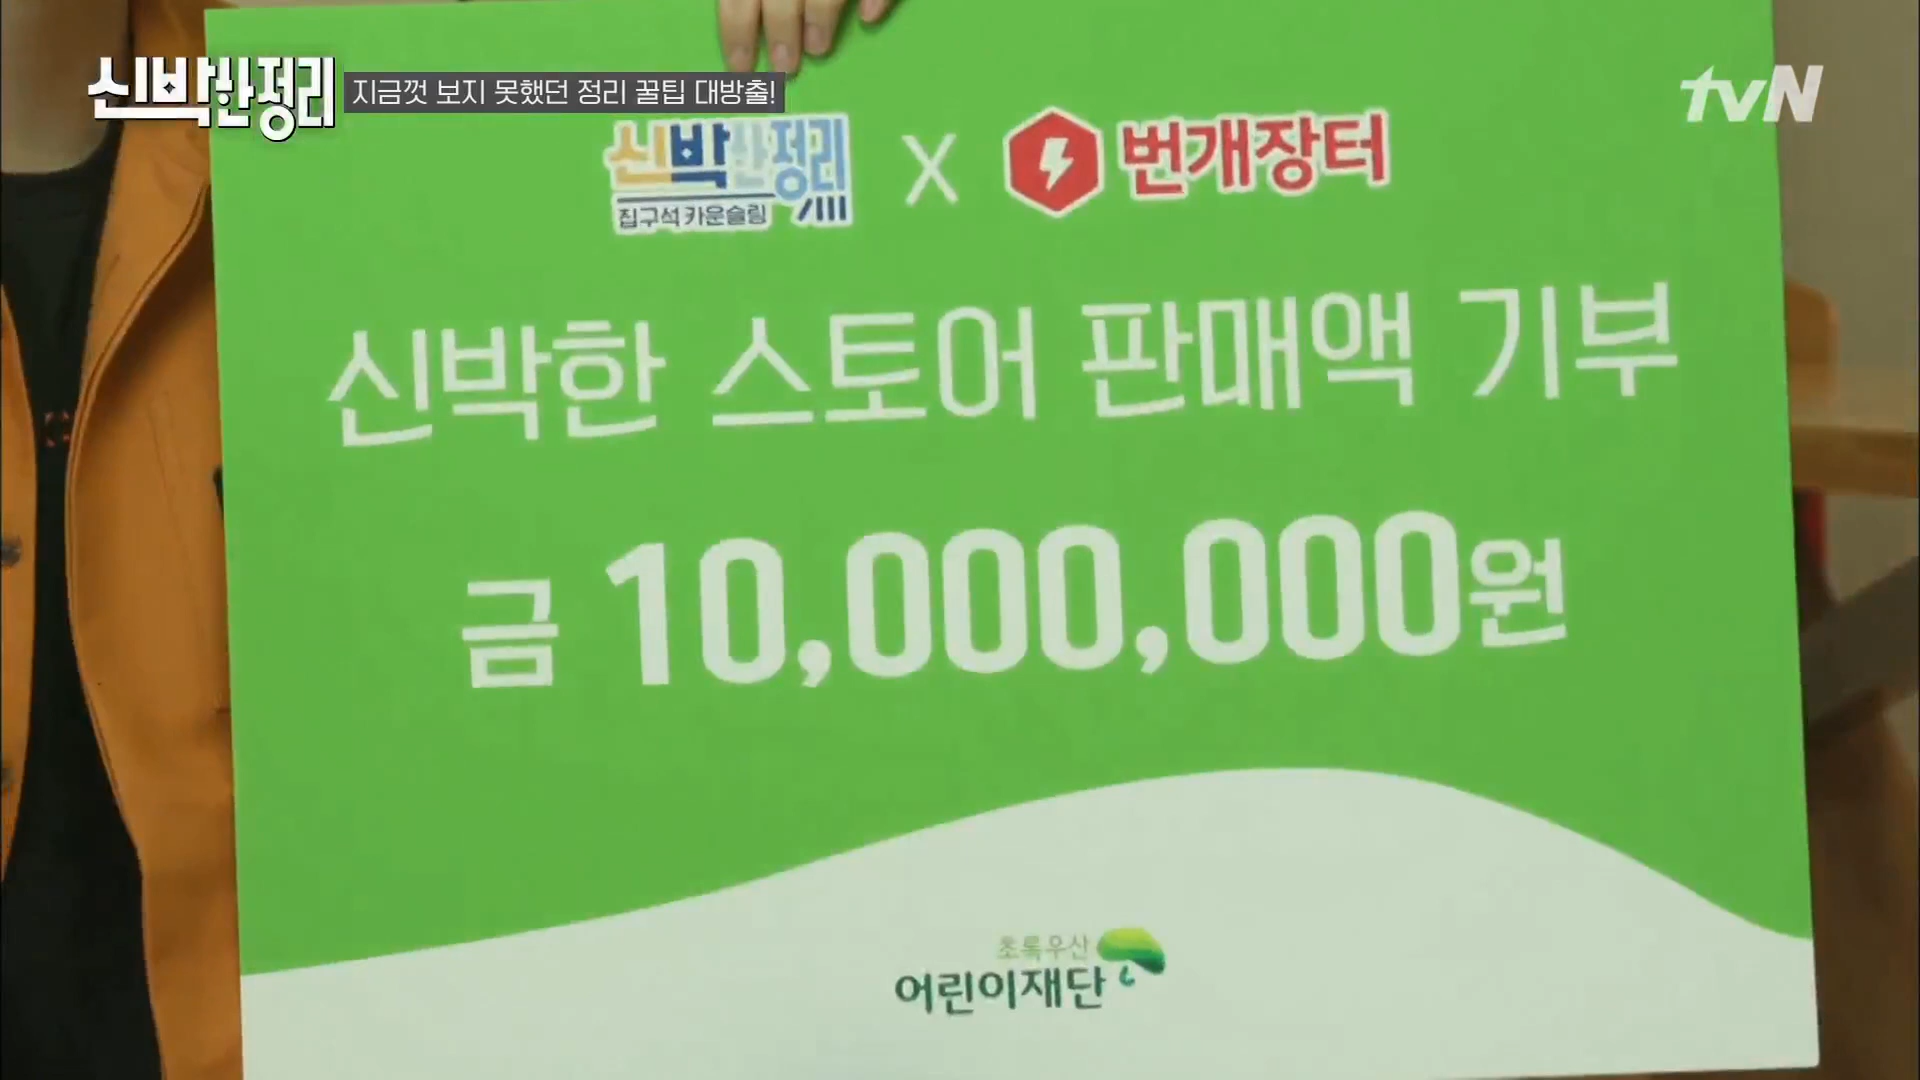 신박한정리 지금껏 보지 못했던 정리 꿀팁 대방출!
tvN
신박한정리 X 번개장터
집구석 카운슬링
신박한 스토어 판매액 기부
금 10,000,000원
초록우산
어린이재단